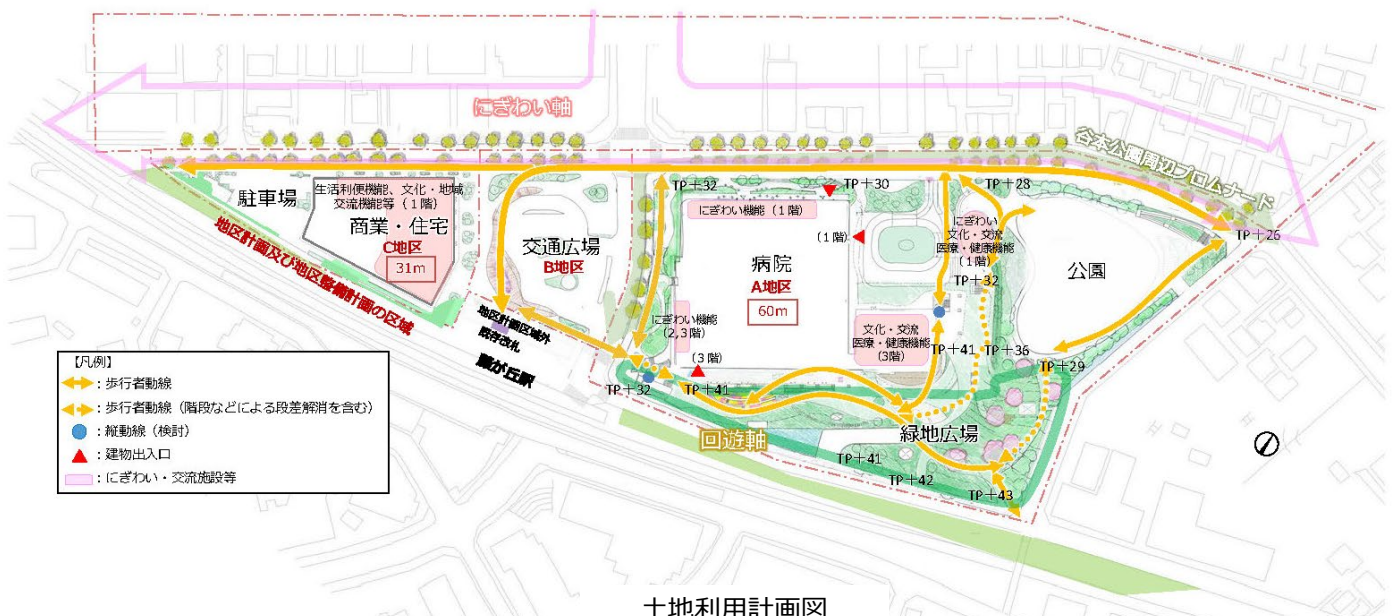 にぎわい軸
谷本公園周辺プロムナード
駐車場
生活利便機能、文化・地域
交流機能等（１階）
商業・住宅
C地区
31m
地区計画及び地区整備計画の区域
交通広場
B地区
地区計画区域外
既存改札
藤が丘駅
TP＋32
TP＋30
TP＋28
TP＋26
にぎわい機能（１階）
（１階）
病院
A地区
60m
にぎわい
文化・交流
医療・健康機能
（１階）
TP＋32
公園
にぎわい機能
（2,3階）
（３階）
文化・交流
医療・健康機能
（3階）
TP＋41
TP＋36
TP＋29
TP＋32
TP＋41
回遊軸
緑地広場
TP＋41
TP＋42
TP＋43
【凡例】
：歩行者動線
：歩行者動線（階段などによる段差解消を含む）
：縦動線（検討）
：建物出入口
：にぎわい・交流施設等
土地利用計画図